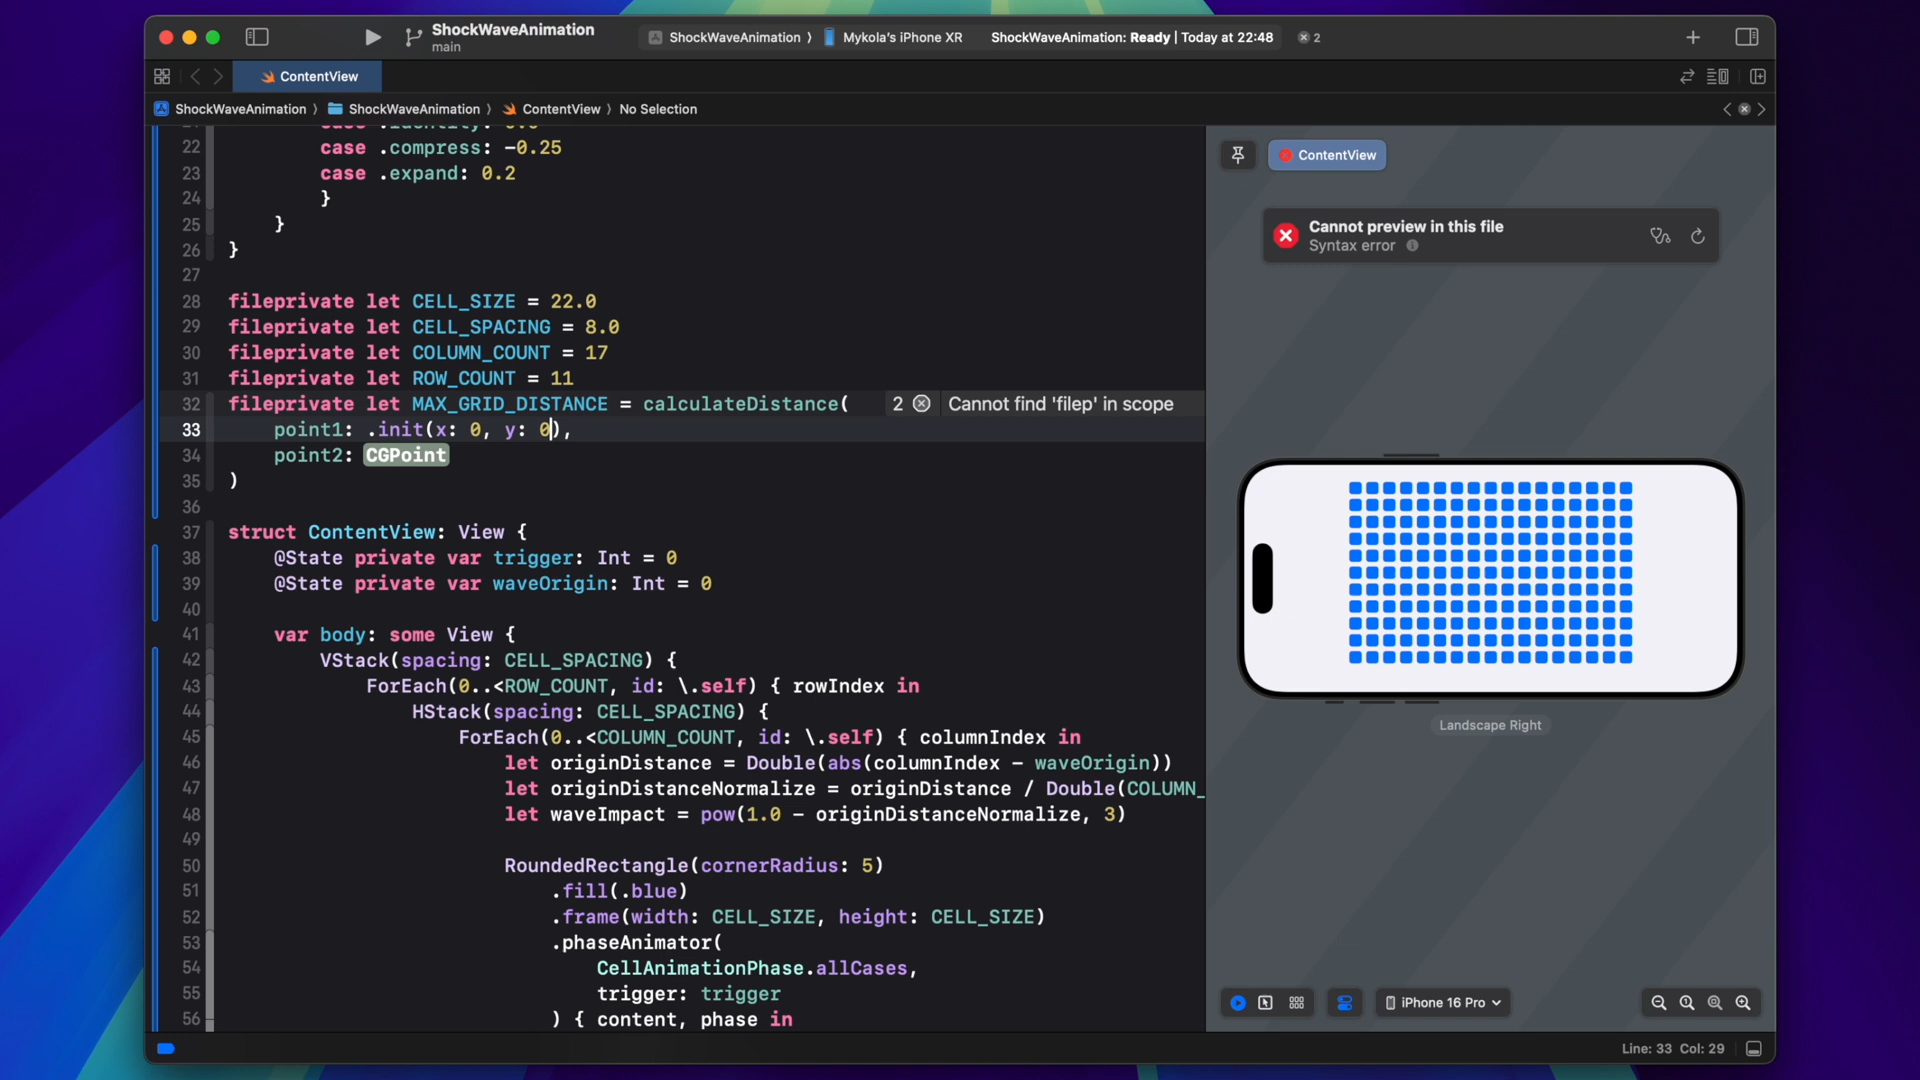 ShockWaveAnimation
main
ShockWaveAnimation 〉 Mykola's iPhone XR
ShockWaveAnimation: Ready | Today at 22:48
2
ContentView
ShockWaveAnimation 〉 ShockWaveAnimation 〉 ContentView 〉 No Selection
22 case .compress: -0.25
23 case .expand: 0.2
24 }
25 }
26 }
27
28 fileprivate let CELL_SIZE = 22.0
29 fileprivate let CELL_SPACING = 8.0
30 fileprivate let COLUMN_COUNT = 17
31 fileprivate let ROW_COUNT = 11
32 fileprivate let MAX_GRID_DISTANCE = calculateDistance( 2 Cannot find 'filep' in scope
33 point1: .init(x: 0, y: 0),
34 point2: CGPoint
35 )
36
37 struct ContentView: View {
38 @State private var trigger: Int = 0
39 @State private var waveOrigin: Int = 0
40
41 var body: some View {
42 VStack(spacing: CELL_SPACING) {
43 ForEach(0..<ROW_COUNT, id: \.self) { rowIndex in
44 HStack(spacing: CELL_SPACING) {
45 ForEach(0..<COLUMN_COUNT, id: \.self) { columnIndex in
46 let originDistance = Double(abs(columnIndex - waveOrigin))
47 let originDistanceNormalize = originDistance / Double(COLUMN_
48 let waveImpact = pow(1.0 - originDistanceNormalize, 3)
49
50 RoundedRectangle(cornerRadius: 5)
51 .fill(.blue)
52 .frame(width: CELL_SIZE, height: CELL_SIZE)
53 .phaseAnimator(
54 CellAnimationPhase.allCases,
55 trigger: trigger
56 ) { content, phase in
ContentView
Cannot preview in this file
Syntax error
Landscape Right
iPhone 16 Pro
Line: 33 Col: 29